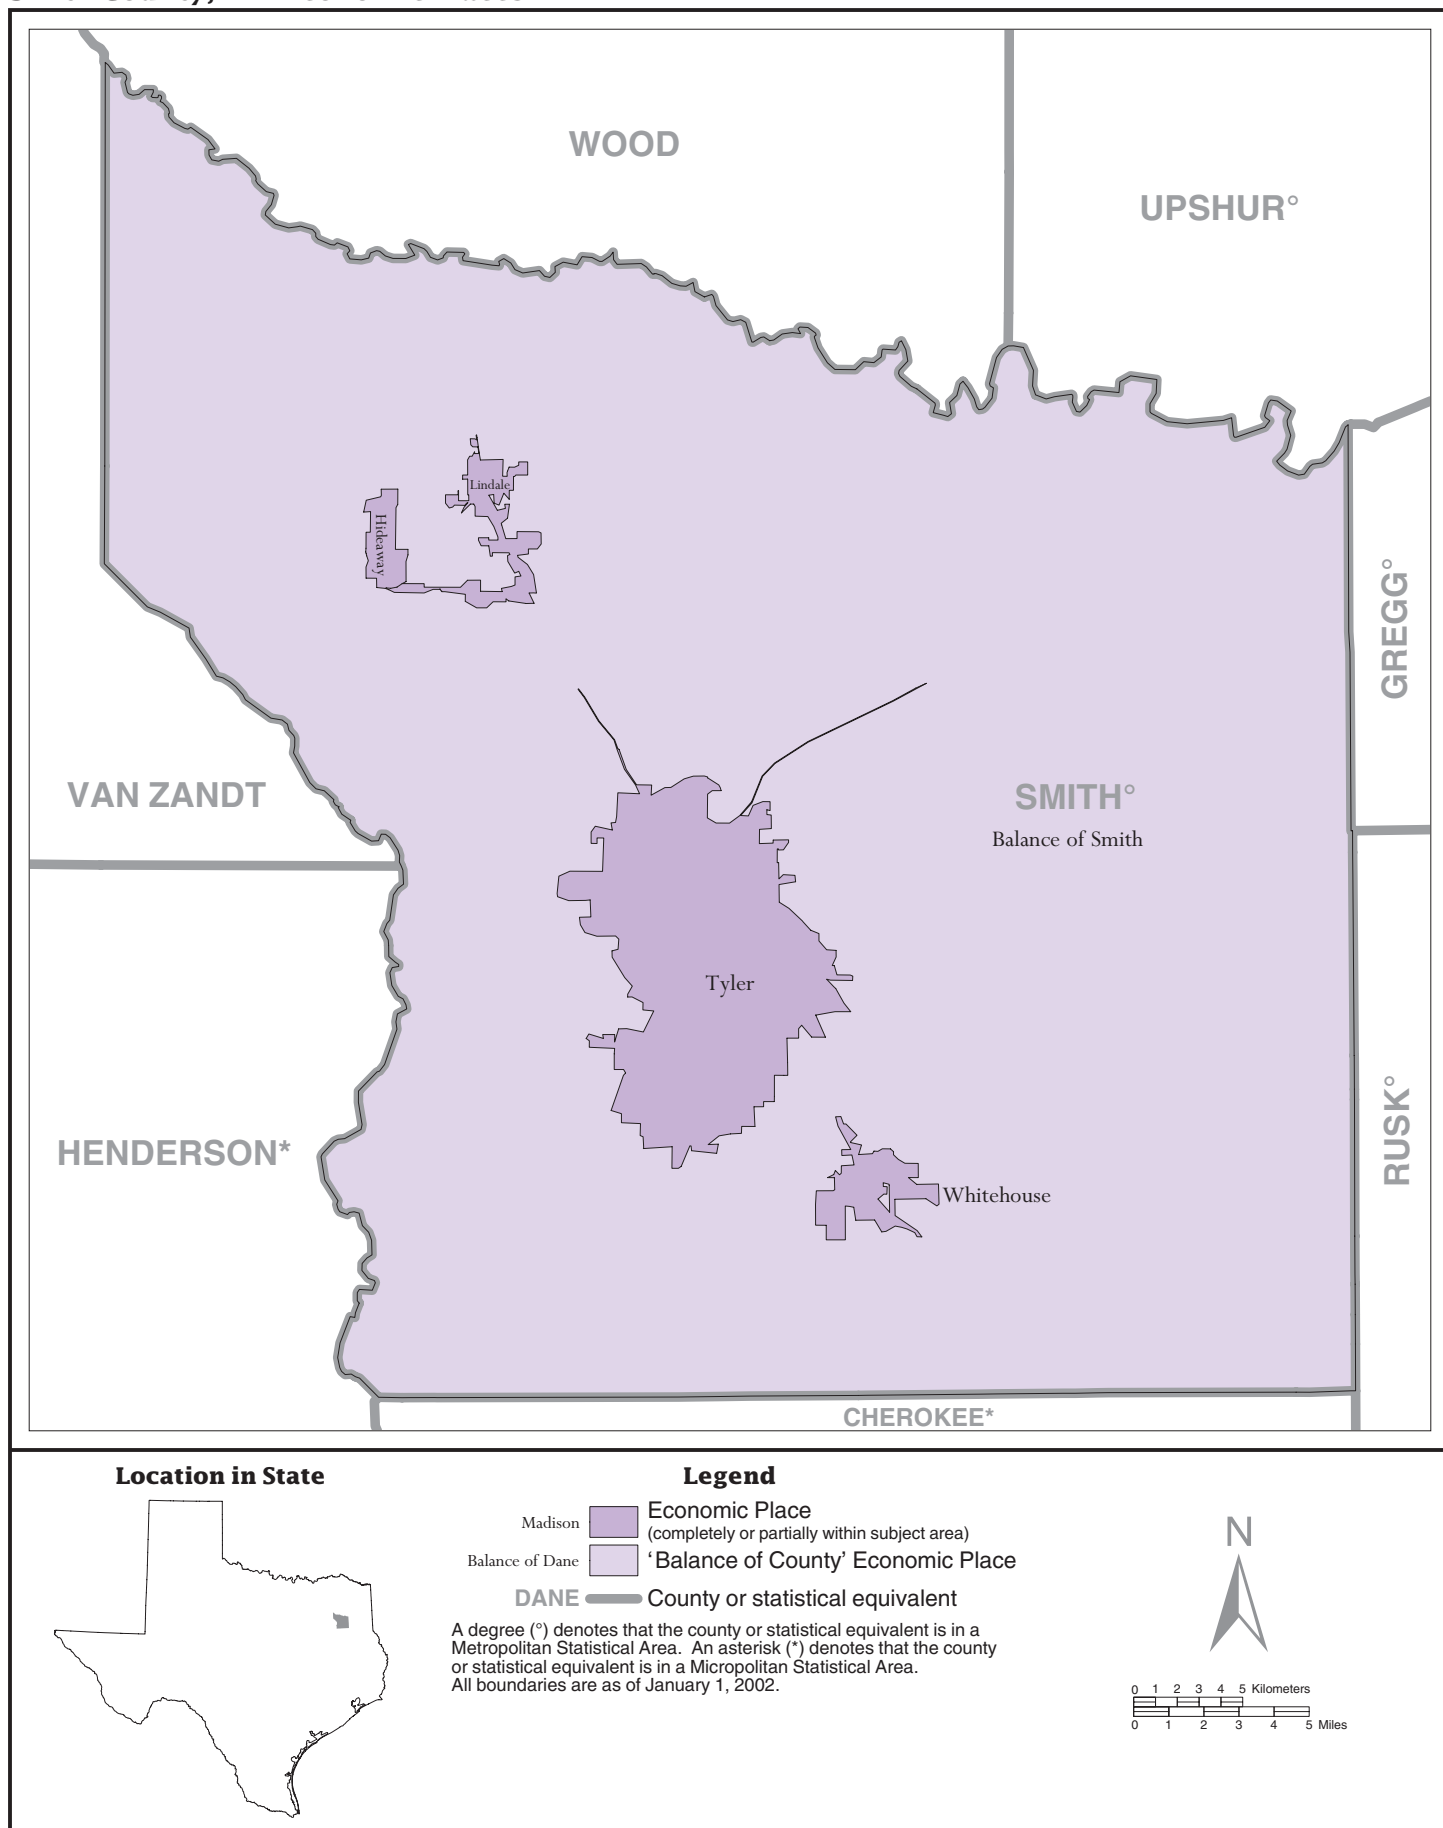 WOOD
UPSHUR°
Lindale
Hideaway
GREGG°
VAN ZANDT
SMITH°
Balance of Smith
Tyler
HENDERSON*
RUSK°
Whitehouse
CHEROKEE*
Location in State
Legend
Madison
Economic Place
(completely or partially within subject area)
Balance of Dane
‘Balance of County’ Economic Place
DANE
County or statistical equivalent
A degree (°) denotes that the county or statistical equivalent is in a
Metropolitan Statistical Area. An asterisk (*) denotes that the county
or statistical equivalent is in a Micropolitan Statistical Area.
All boundaries are as of January 1, 2002.
N
0 1 2 3 4 5 Kilometers
0 1 2 3 4 5 Miles